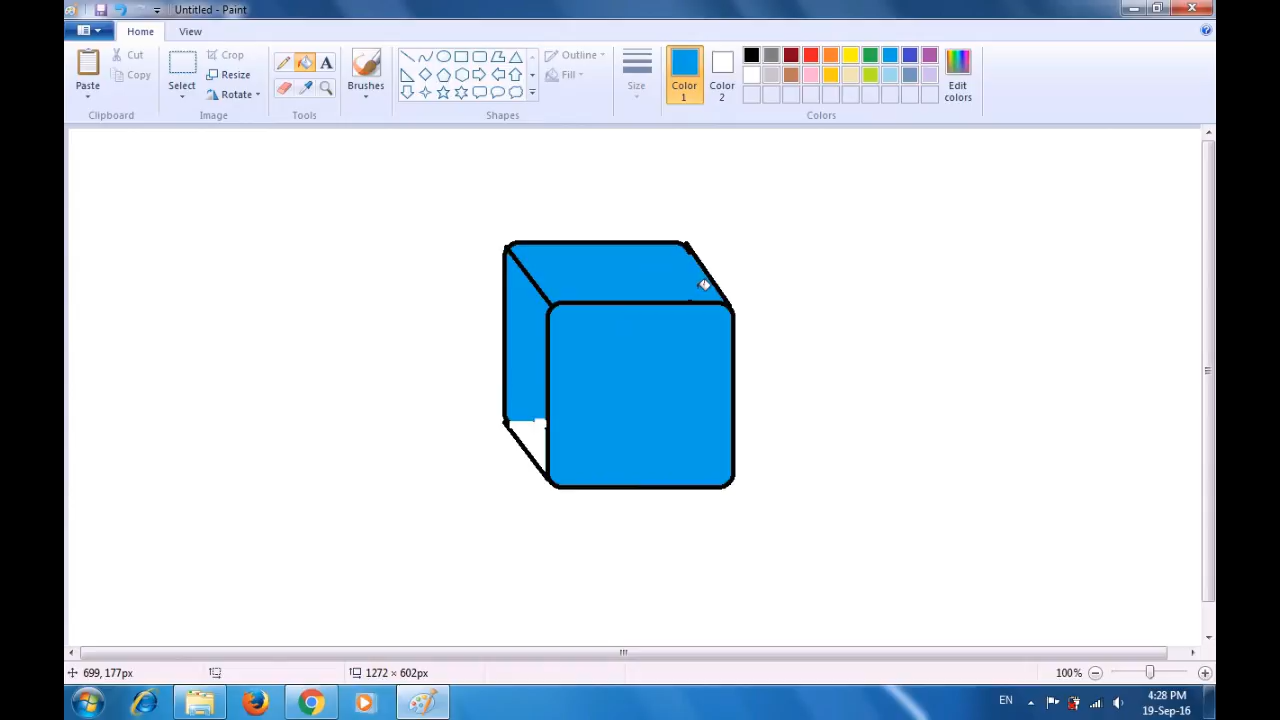 Untitled - Paint
Home View
Paste
Cut
Copy
Clipboard
Select
Crop
Resize
Rotate
Image
A
Tools
Brushes
Outline
Fill
Shapes
Size
Color 1
Color 2
Edit colors
Colors
699, 177px
1272 × 602px
100%
EN
4:28 PM
19-Sep-16